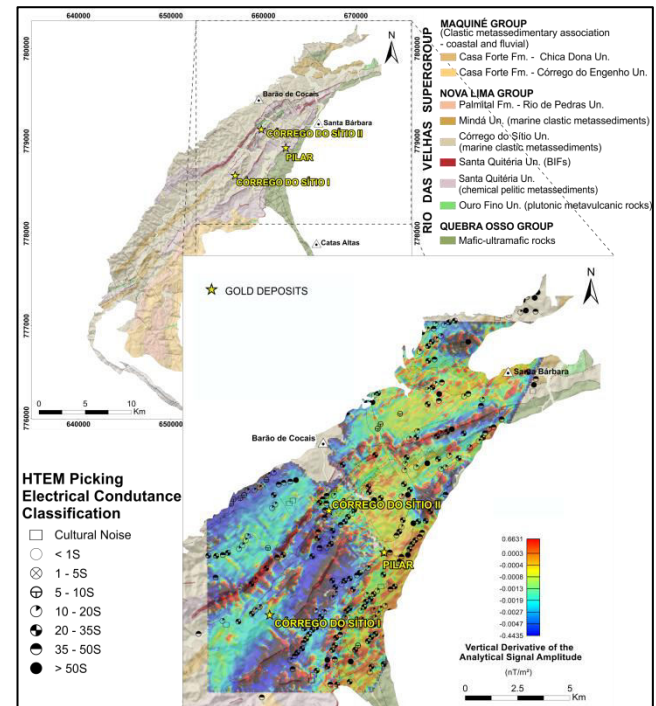 640000
650000
660000
670000
780000
779000
778000
777000
776000
N
Barão de Cocais
Santa Bárbara
CÓRREGO DO SÍTIO II
PILAR
CÓRREGO DO SÍTIO I
Catas Altas
0 5 10
Km
640000
650000
RIO DAS VELHAS SUPERGROUP
MAQUINÉ GROUP
(Clastic metassedimentary association
- coastal and fluvial)
Casa Forte Fm. - Chica Dona Un.
Casa Forte Fm. - Córrego do Engenho Un.
NOVA LIMA GROUP
Palmital Fm. - Rio de Pedras Un.
Mindá Un. (marine clastic metassediments)
Córrego do Sítio Un.
(marine clastic metassediments)
Santa Quitéria Un. (BIFs)
Santa Quitéria Un.
(chemical pelitic metassediments)
Ouro Fino Un. (plutonic metavulcanic rocks)
QUEBRA OSSO GROUP
Mafic-ultramafic rocks
GOLD DEPOSITS
N
Santa Bárbara
Barão de Cocais
CÓRREGO DO SÍTIO II
PILAR
CÓRREGO DO SÍTIO I
HTEM Picking
Electrical Condutance
Classification
Cultural Noise
< 1S
1 - 5S
5 - 10S
10 - 20S
20 - 35S
35 - 50S
> 50S
0.6631
0.0003
-0.0004
-0.0008
-0.0013
-0.0018
-0.0027
-0.4435
Vertical Derivative of the
Analytical Signal Amplitude
(nT/m²)
0 2.5 5
Km